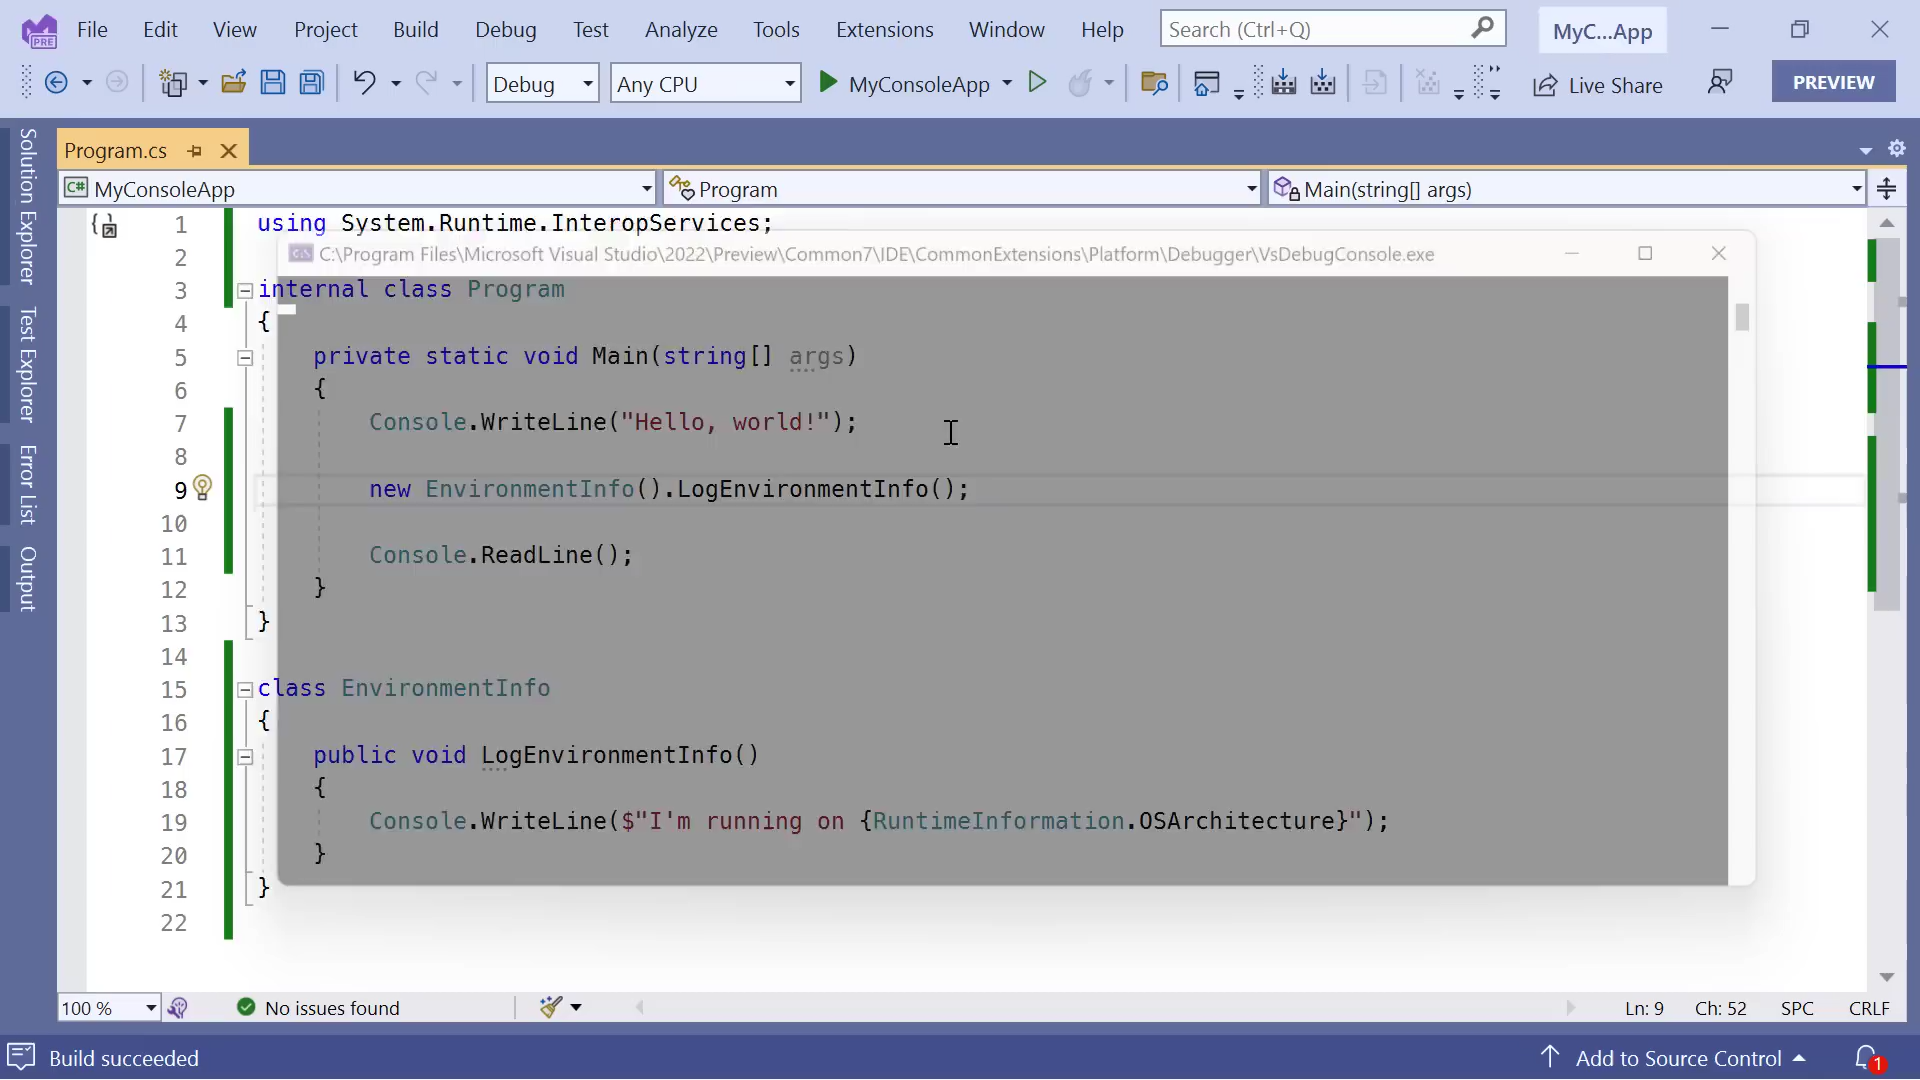 File Edit View Project Build Debug Test Analyze Tools Extensions Window Help Search (Ctrl+Q) MyC...App
PRE
Debug Any CPU MyConsoleApp Live Share PREVIEW
Solution Explorer
Test Explorer
Error List
Output
Program.cs
C# MyConsoleApp Program Main(string[] args)
1 using System.Runtime.InteropServices;
2
C:\Program Files\Microsoft Visual Studio\2022\Preview\Common7\IDE\CommonExtensions\Platform\Debugger\VsDebugConsole.exe
3 internal class Program
4 {
5 private static void Main(string[] args)
6 {
7 Console.WriteLine("Hello, world!");
8
9 new EnvironmentInfo().LogEnvironmentInfo();
10
11 Console.ReadLine();
12 }
13 }
14
15 class EnvironmentInfo
16 {
17 public void LogEnvironmentInfo()
18 {
19 Console.WriteLine($"I'm running on {RuntimeInformation.OSArchitecture}");
20 }
21 }
22
100 % No issues found Ln: 9 Ch: 52 SPC CRLF
Build succeeded Add to Source Control 1